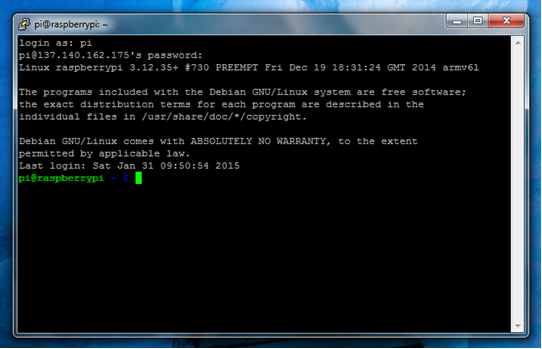 pi@raspberrypi: ~
login as: pi
pi@137.140.162.175's password:
Linux raspberrypi 3.12.35+ #730 PREEMPT Fri Dec 19 18:31:24 GMT 2014 armv6l
The programs included with the Debian GNU/Linux system are free software;
the exact distribution terms for each program are described in the
individual files in /usr/share/doc/*/copyright.
Debian GNU/Linux comes with ABSOLUTELY NO WARRANTY, to the extent
permitted by applicable law.
Last login: Sat Jan 31 09:50:54 2015
pi@raspberrypi ~ $